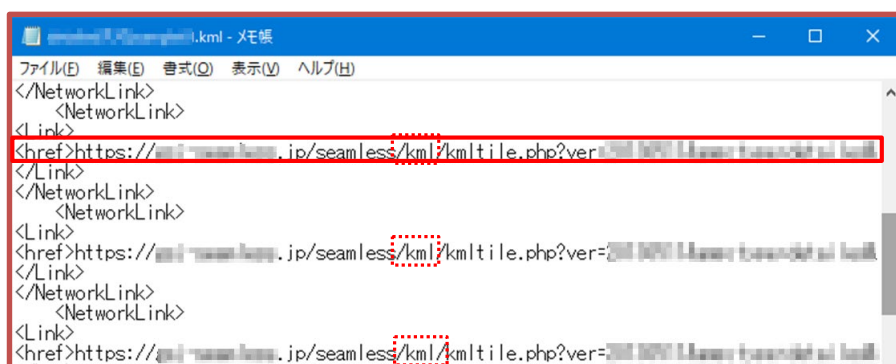 .kml - メモ帳
ファイル(F) 編集(E) 書式(O) 表示(V) ヘルプ(H)
</NetworkLink>
<NetworkLink>
<Link>
<href>https:// .jp/seamless/kml/kmltile.php?ver=
</Link>
</NetworkLink>
<NetworkLink>
<Link>
<href>https:// .jp/seamless/kml/kmltile.php?ver=
</Link>
</NetworkLink>
<NetworkLink>
<Link>
<href>https:// .jp/seamless/kml/kmltile.php?ver=